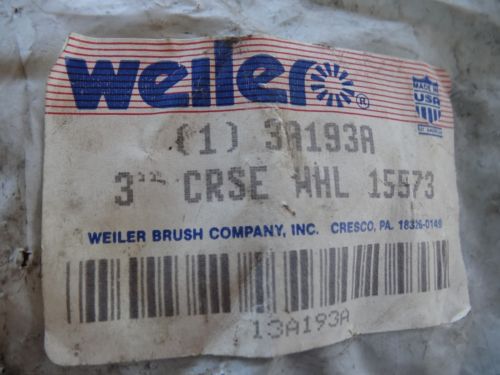 weiler®
MADE IN
USA
(1) 3A193A
3" CRSE WHL 15573
WEILER BRUSH COMPANY, INC. CRESCO, PA. 18326-0149
13A193A